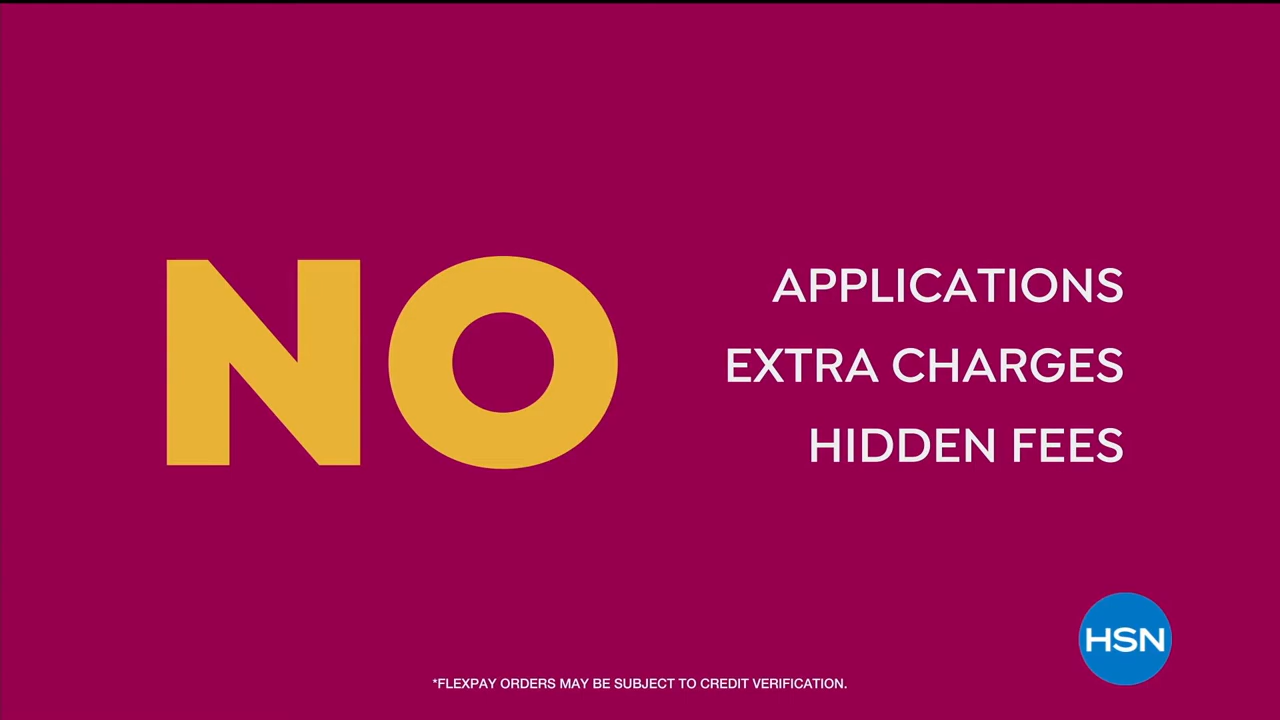 NO
APPLICATIONS
EXTRA CHARGES
HIDDEN FEES
HSN
*FLEXPAY ORDERS MAY BE SUBJECT TO CREDIT VERIFICATION.